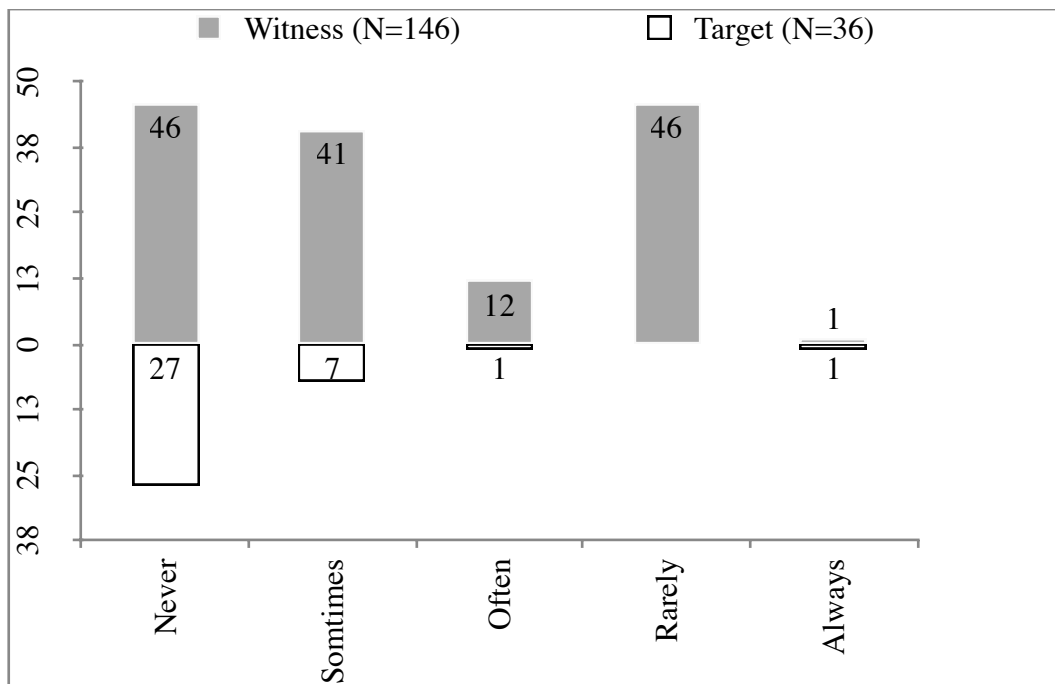 Witness (N=146) Target (N=36)
50
38
25
13
0
13
25
38
46 41 12 46 1
27 7 1 1
Never Somtimes Often Rarely Always